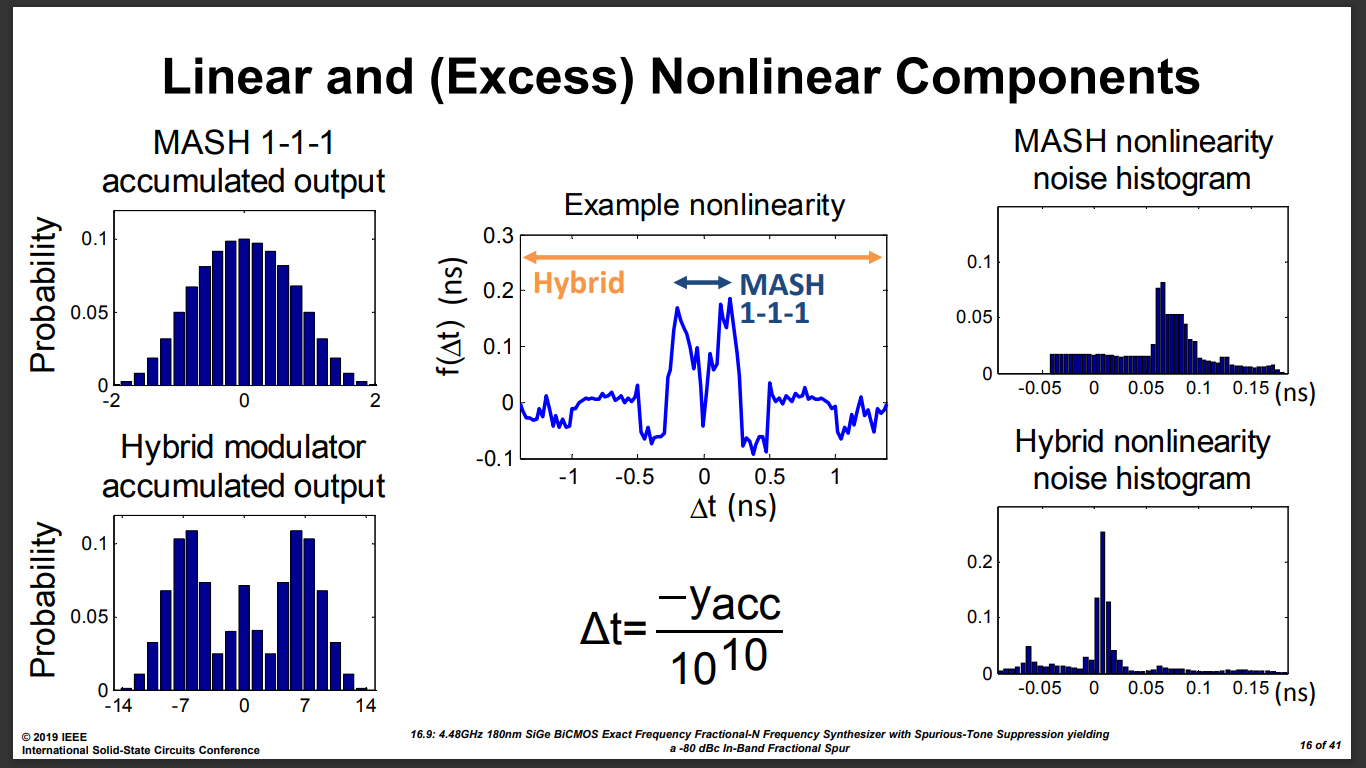 Linear and (Excess) Nonlinear Components
MASH 1-1-1
accumulated output
Probability
0.1
0.05
0
-2
0
2
Hybrid modulator
accumulated output
Probability
0.1
0.05
0
-14
-7
0
7
14
Example nonlinearity
f(Δt) (ns)
0.3
0.2
0.1
0
-0.1
Hybrid
MASH
1-1-1
-1
-0.5
0
0.5
1
Δt (ns)
Δt= −yacc
10^10
MASH nonlinearity
noise histogram
0.1
0.05
0
-0.05
0
0.05
0.1
0.15
(ns)
Hybrid nonlinearity
noise histogram
0.2
0.1
0
-0.05
0
0.05
0.1
0.15
(ns)
© 2019 IEEE
International Solid-State Circuits Conference
16.9: 4.48GHz 180nm SiGe BiCMOS Exact Frequency Fractional-N Frequency Synthesizer with Spurious-Tone Suppression yielding
a -80 dBc In-Band Fractional Spur
16 of 41